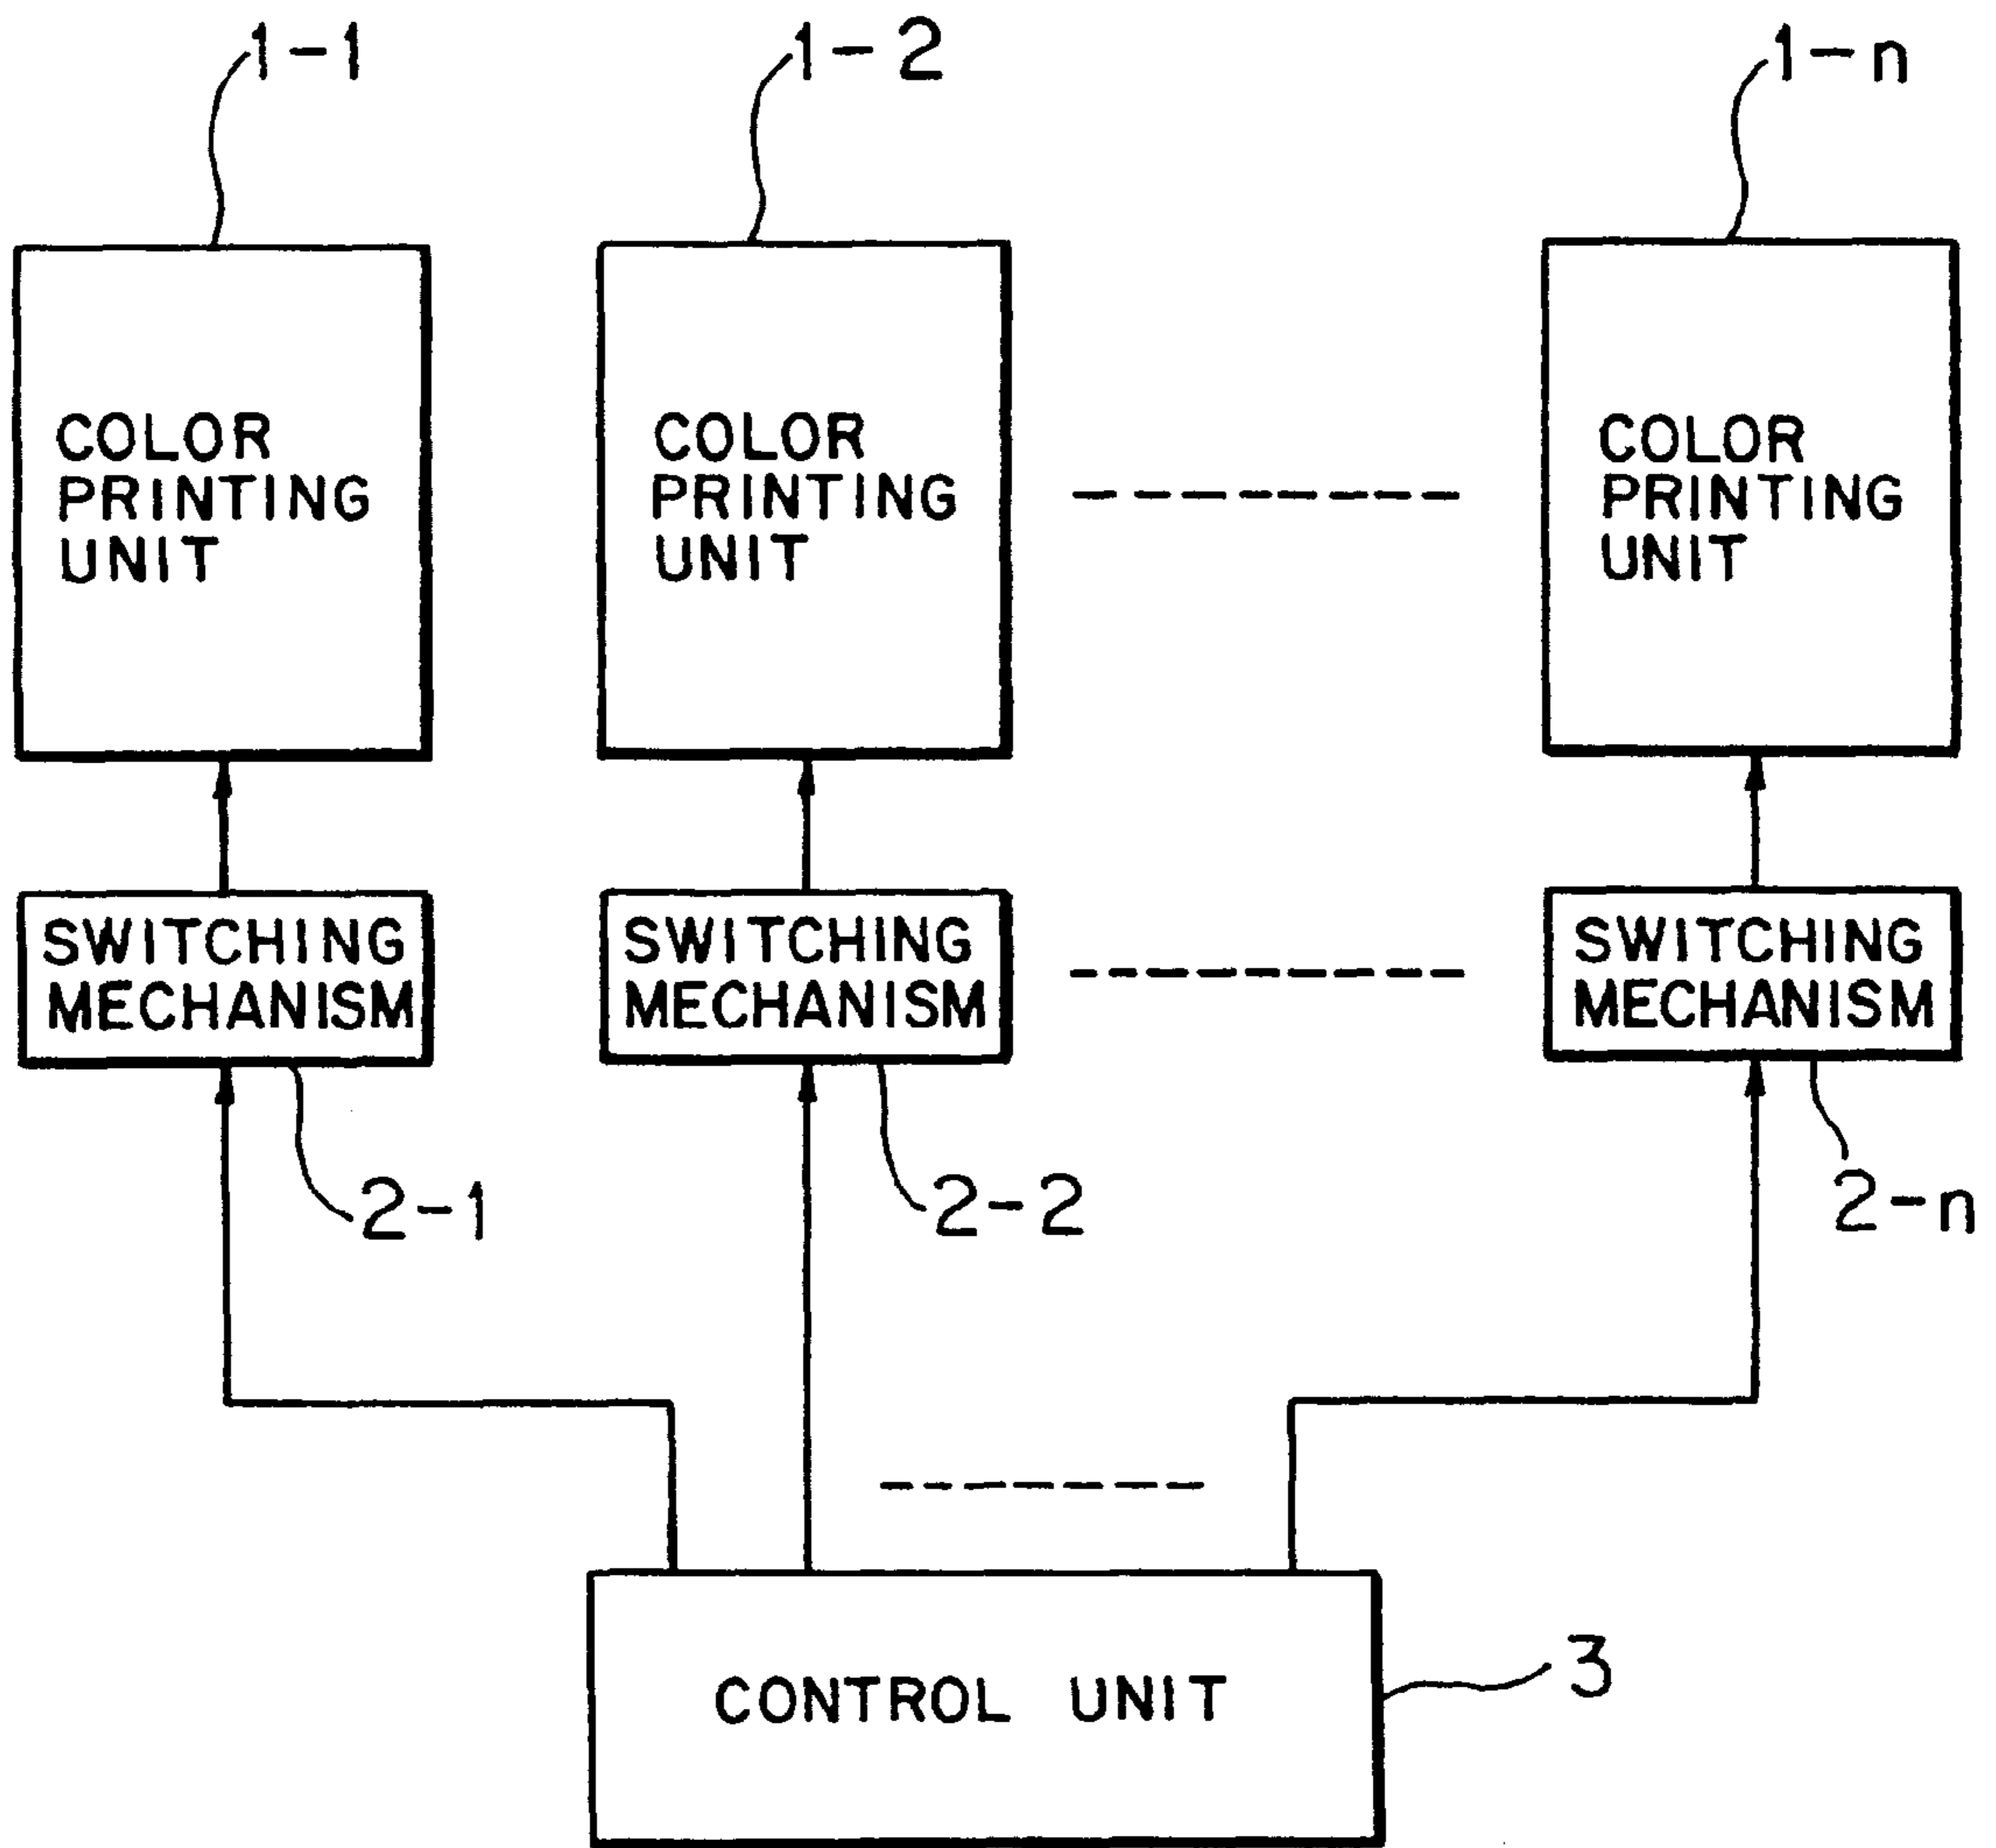 1-1
1-2
1-n
COLOR
PRINTING
UNIT
COLOR
PRINTING
UNIT
COLOR
PRINTING
UNIT
SWITCHING
MECHANISM
SWITCHING
MECHANISM
SWITCHING
MECHANISM
2-1
2-2
2-n
CONTROL UNIT
3